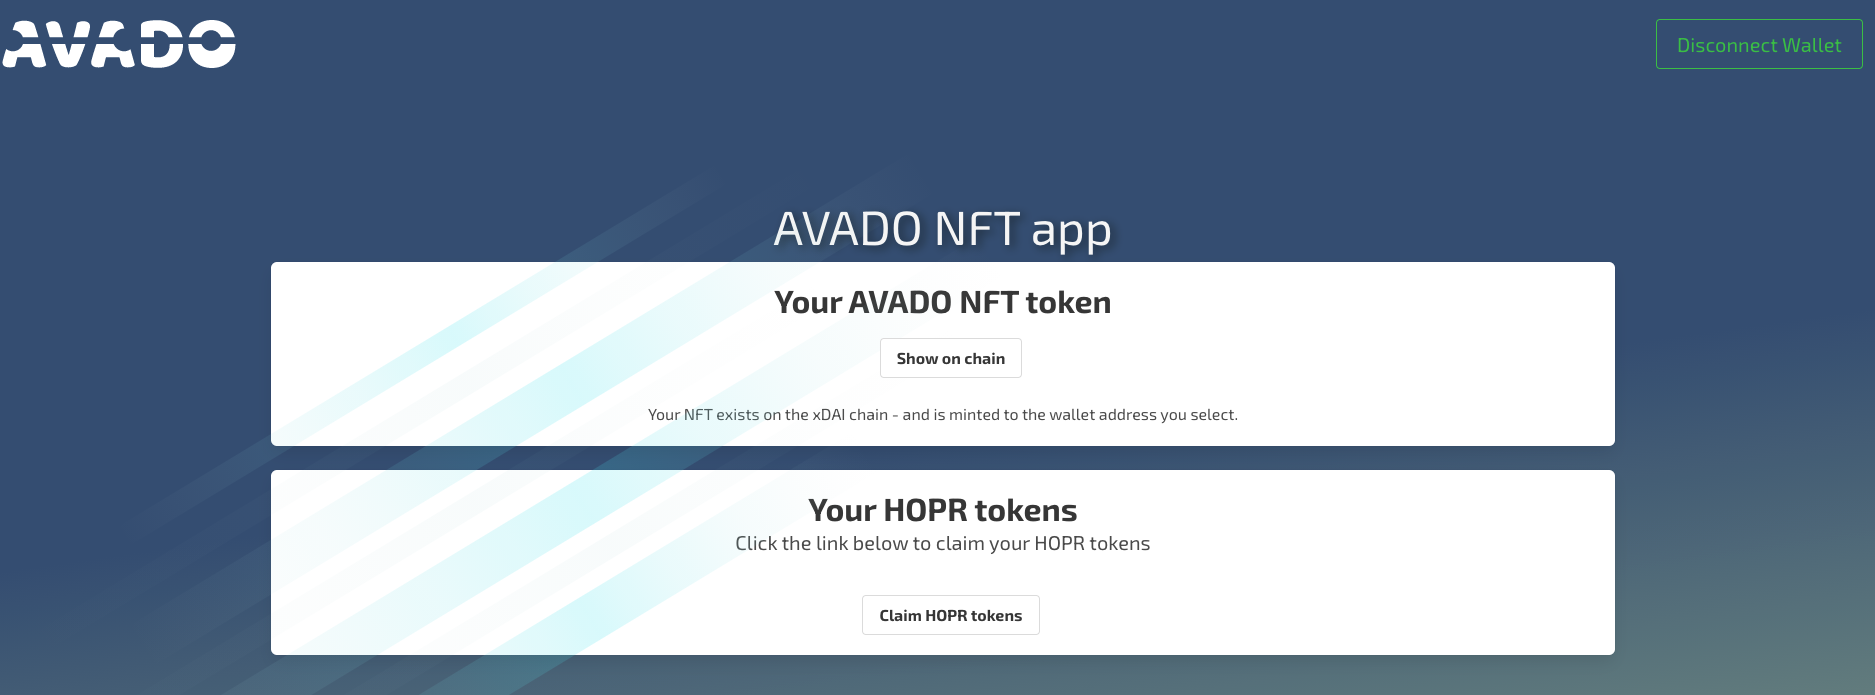 AVADO
Disconnect Wallet
AVADO NFT app
Your AVADO NFT token
Show on chain
Your NFT exists on the xDAI chain - and is minted to the wallet address you select.
Your HOPR tokens
Click the link below to claim your HOPR tokens
Claim HOPR tokens